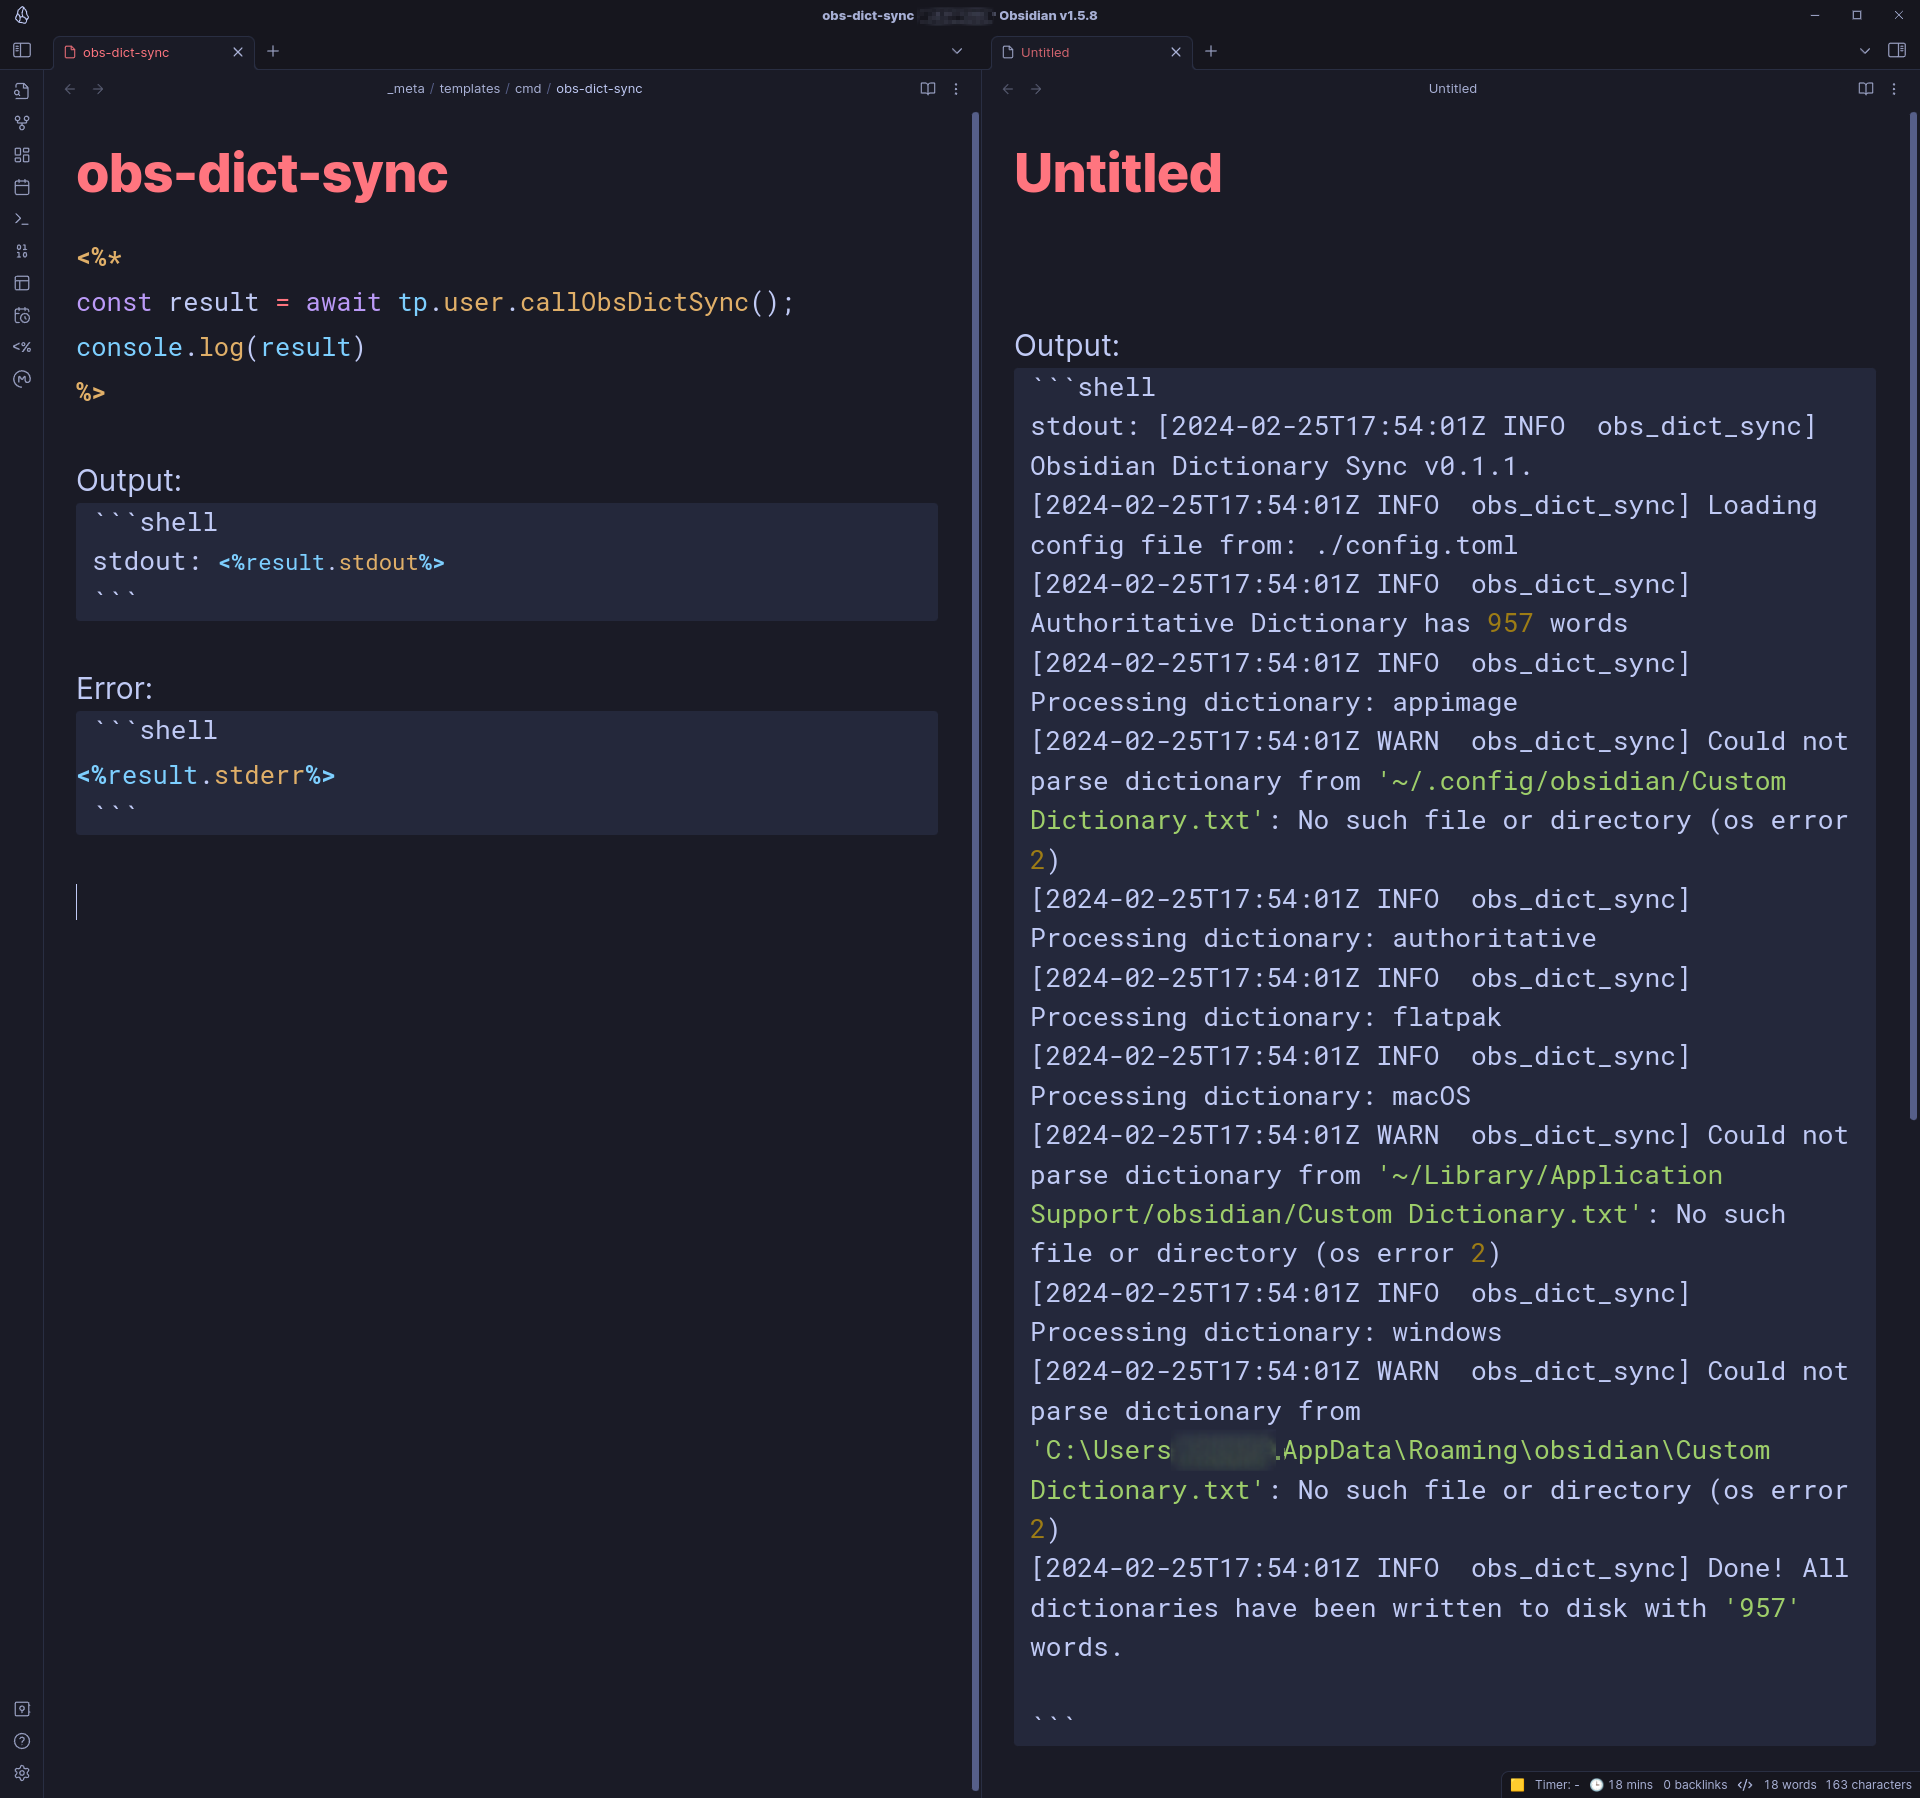 obs-dict-sync Obsidian v1.5.8
obs-dict-sync
Untitled
_meta / templates / cmd / obs-dict-sync
Untitled
obs-dict-sync
<%*
const result = await tp.user.callObsDictSync();
console.log(result)
%>
Output:
```shell
stdout: <%result.stdout%>
```
Error:
```shell
<%result.stderr%>
```
Untitled
Output:
```shell
stdout: [2024-02-25T17:54:01Z INFO  obs_dict_sync]
Obsidian Dictionary Sync v0.1.1.
[2024-02-25T17:54:01Z INFO  obs_dict_sync] Loading
config file from: ./config.toml
[2024-02-25T17:54:01Z INFO  obs_dict_sync]
Authoritative Dictionary has 957 words
[2024-02-25T17:54:01Z INFO  obs_dict_sync]
Processing dictionary: appimage
[2024-02-25T17:54:01Z WARN  obs_dict_sync] Could not
parse dictionary from '~/.config/obsidian/Custom
Dictionary.txt': No such file or directory (os error
2)
[2024-02-25T17:54:01Z INFO  obs_dict_sync]
Processing dictionary: authoritative
[2024-02-25T17:54:01Z INFO  obs_dict_sync]
Processing dictionary: flatpak
[2024-02-25T17:54:01Z INFO  obs_dict_sync]
Processing dictionary: macOS
[2024-02-25T17:54:01Z WARN  obs_dict_sync] Could not
parse dictionary from '~/Library/Application
Support/obsidian/Custom Dictionary.txt': No such
file or directory (os error 2)
[2024-02-25T17:54:01Z INFO  obs_dict_sync]
Processing dictionary: windows
[2024-02-25T17:54:01Z WARN  obs_dict_sync] Could not
parse dictionary from
'C:\Users AppData\Roaming\obsidian\Custom
Dictionary.txt': No such file or directory (os error
2)
[2024-02-25T17:54:01Z INFO  obs_dict_sync] Done! All
dictionaries have been written to disk with '957'
words.
```
Timer: - 18 mins 0 backlinks </> 18 words 163 characters